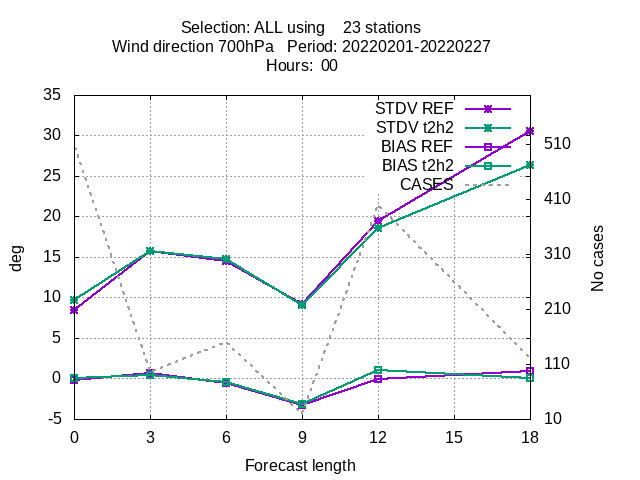 Selection: ALL using    23 stations
Wind direction 700hPa   Period: 20220201-20220227
Hours:  00
STDV REF
STDV t2h2
BIAS REF
BIAS t2h2
CASES
35
30
25
20
15
10
5
0
-5
deg
510
410
310
210
110
10
No cases
0 3 6 9 12 15 18
Forecast length